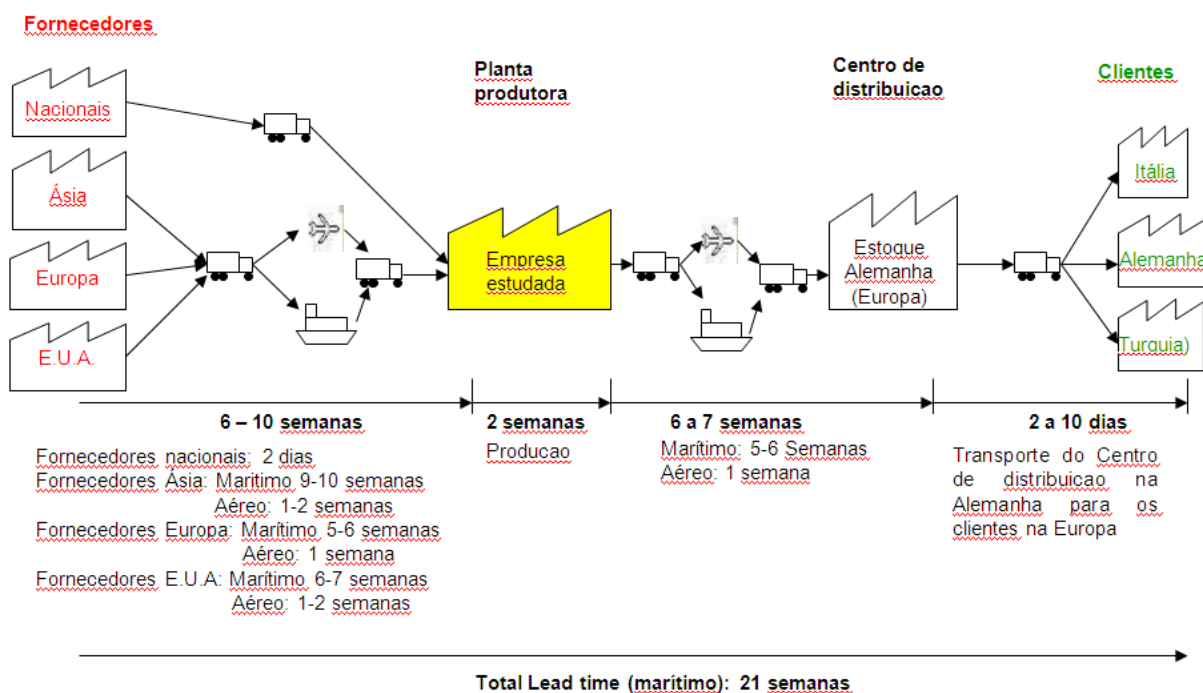 Fornecedores
Nacionais
Ásia
Europa
E.U.A.
Planta
produtora
Empresa
estudada
Centro de
distribuicao
Estoque
Alemanha
(Europa)
Clientes
Itália
Alemanha
Turquia)
6 – 10 semanas
Fornecedores nacionais: 2 dias
Fornecedores Ásia: Maritimo 9-10 semanas
Aéreo: 1-2 semanas
Fornecedores Europa: Marítimo 5-6 semanas
Aéreo: 1 semana
Fornecedores E.U.A: Marítimo 6-7 semanas
Aéreo: 1-2 semanas
2 semanas
Producao
6 a 7 semanas
Marítimo: 5-6 Semanas
Aéreo: 1 semana
2 a 10 dias
Transporte do Centro
de distribuicao na
Alemanha para os
clientes na Europa
Total Lead time (marítimo): 21 semanas